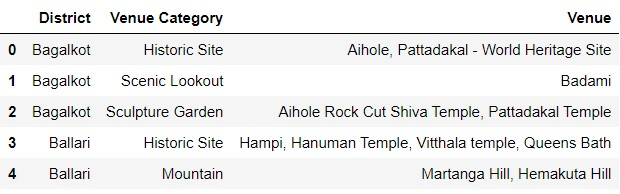 District Venue Category Venue
0 Bagalkot Historic Site Aihole, Pattadakal - World Heritage Site
1 Bagalkot Scenic Lookout Badami
2 Bagalkot Sculpture Garden Aihole Rock Cut Shiva Temple, Pattadakal Temple
3 Ballari Historic Site Hampi, Hanuman Temple, Vitthala temple, Queens Bath
4 Ballari Mountain Martanga Hill, Hemakuta Hill